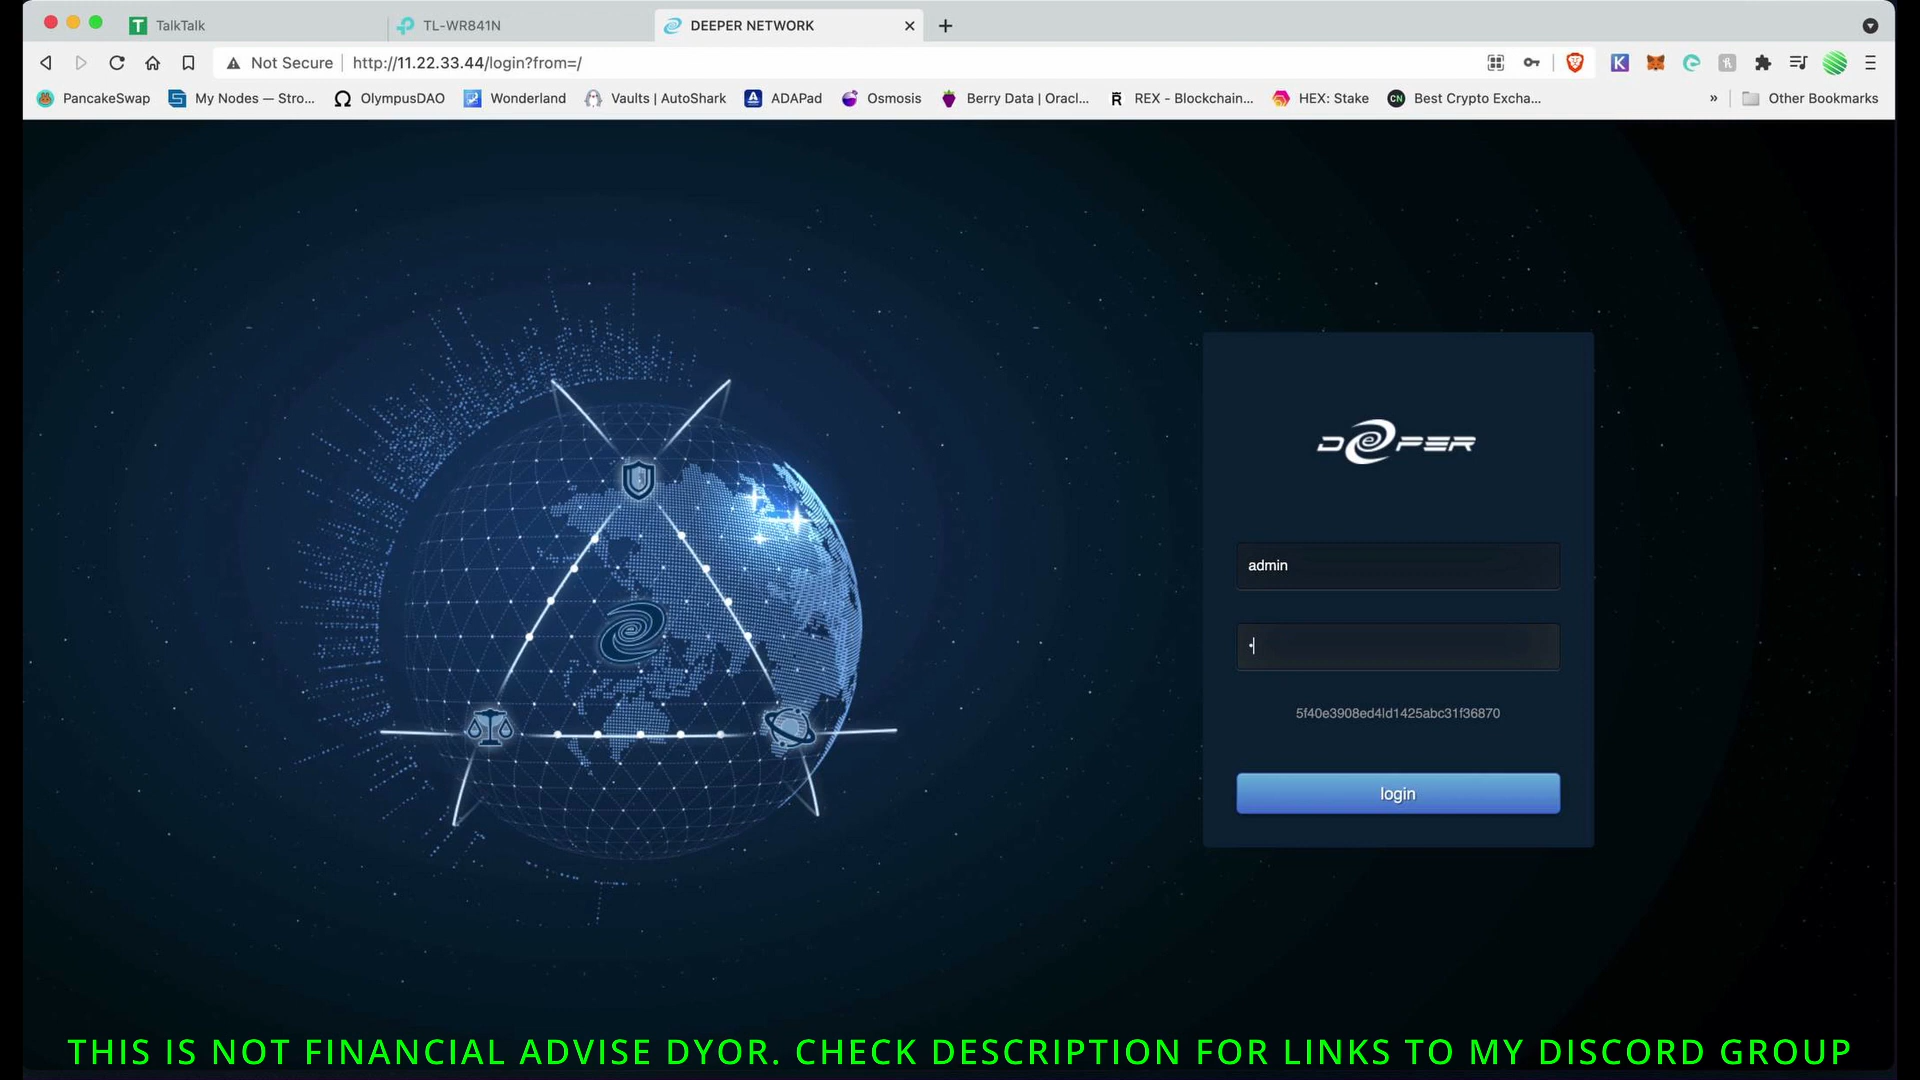 TalkTalk
TL-WR841N
DEEPER NETWORK
Not Secure
http://11.22.33.44/login?from=/
PancakeSwap
My Nodes — Stro...
OlympusDAO
Wonderland
Vaults | AutoShark
ADAPad
Osmosis
Berry Data | Oracl...
REX - Blockchain...
HEX: Stake
Best Crypto Excha...
»
Other Bookmarks
DEEPER
admin
5f40e3908ed4ld1425abc31f36870
login
THIS IS NOT FINANCIAL ADVISE DYOR. CHECK DESCRIPTION FOR LINKS TO MY DISCORD GROUP